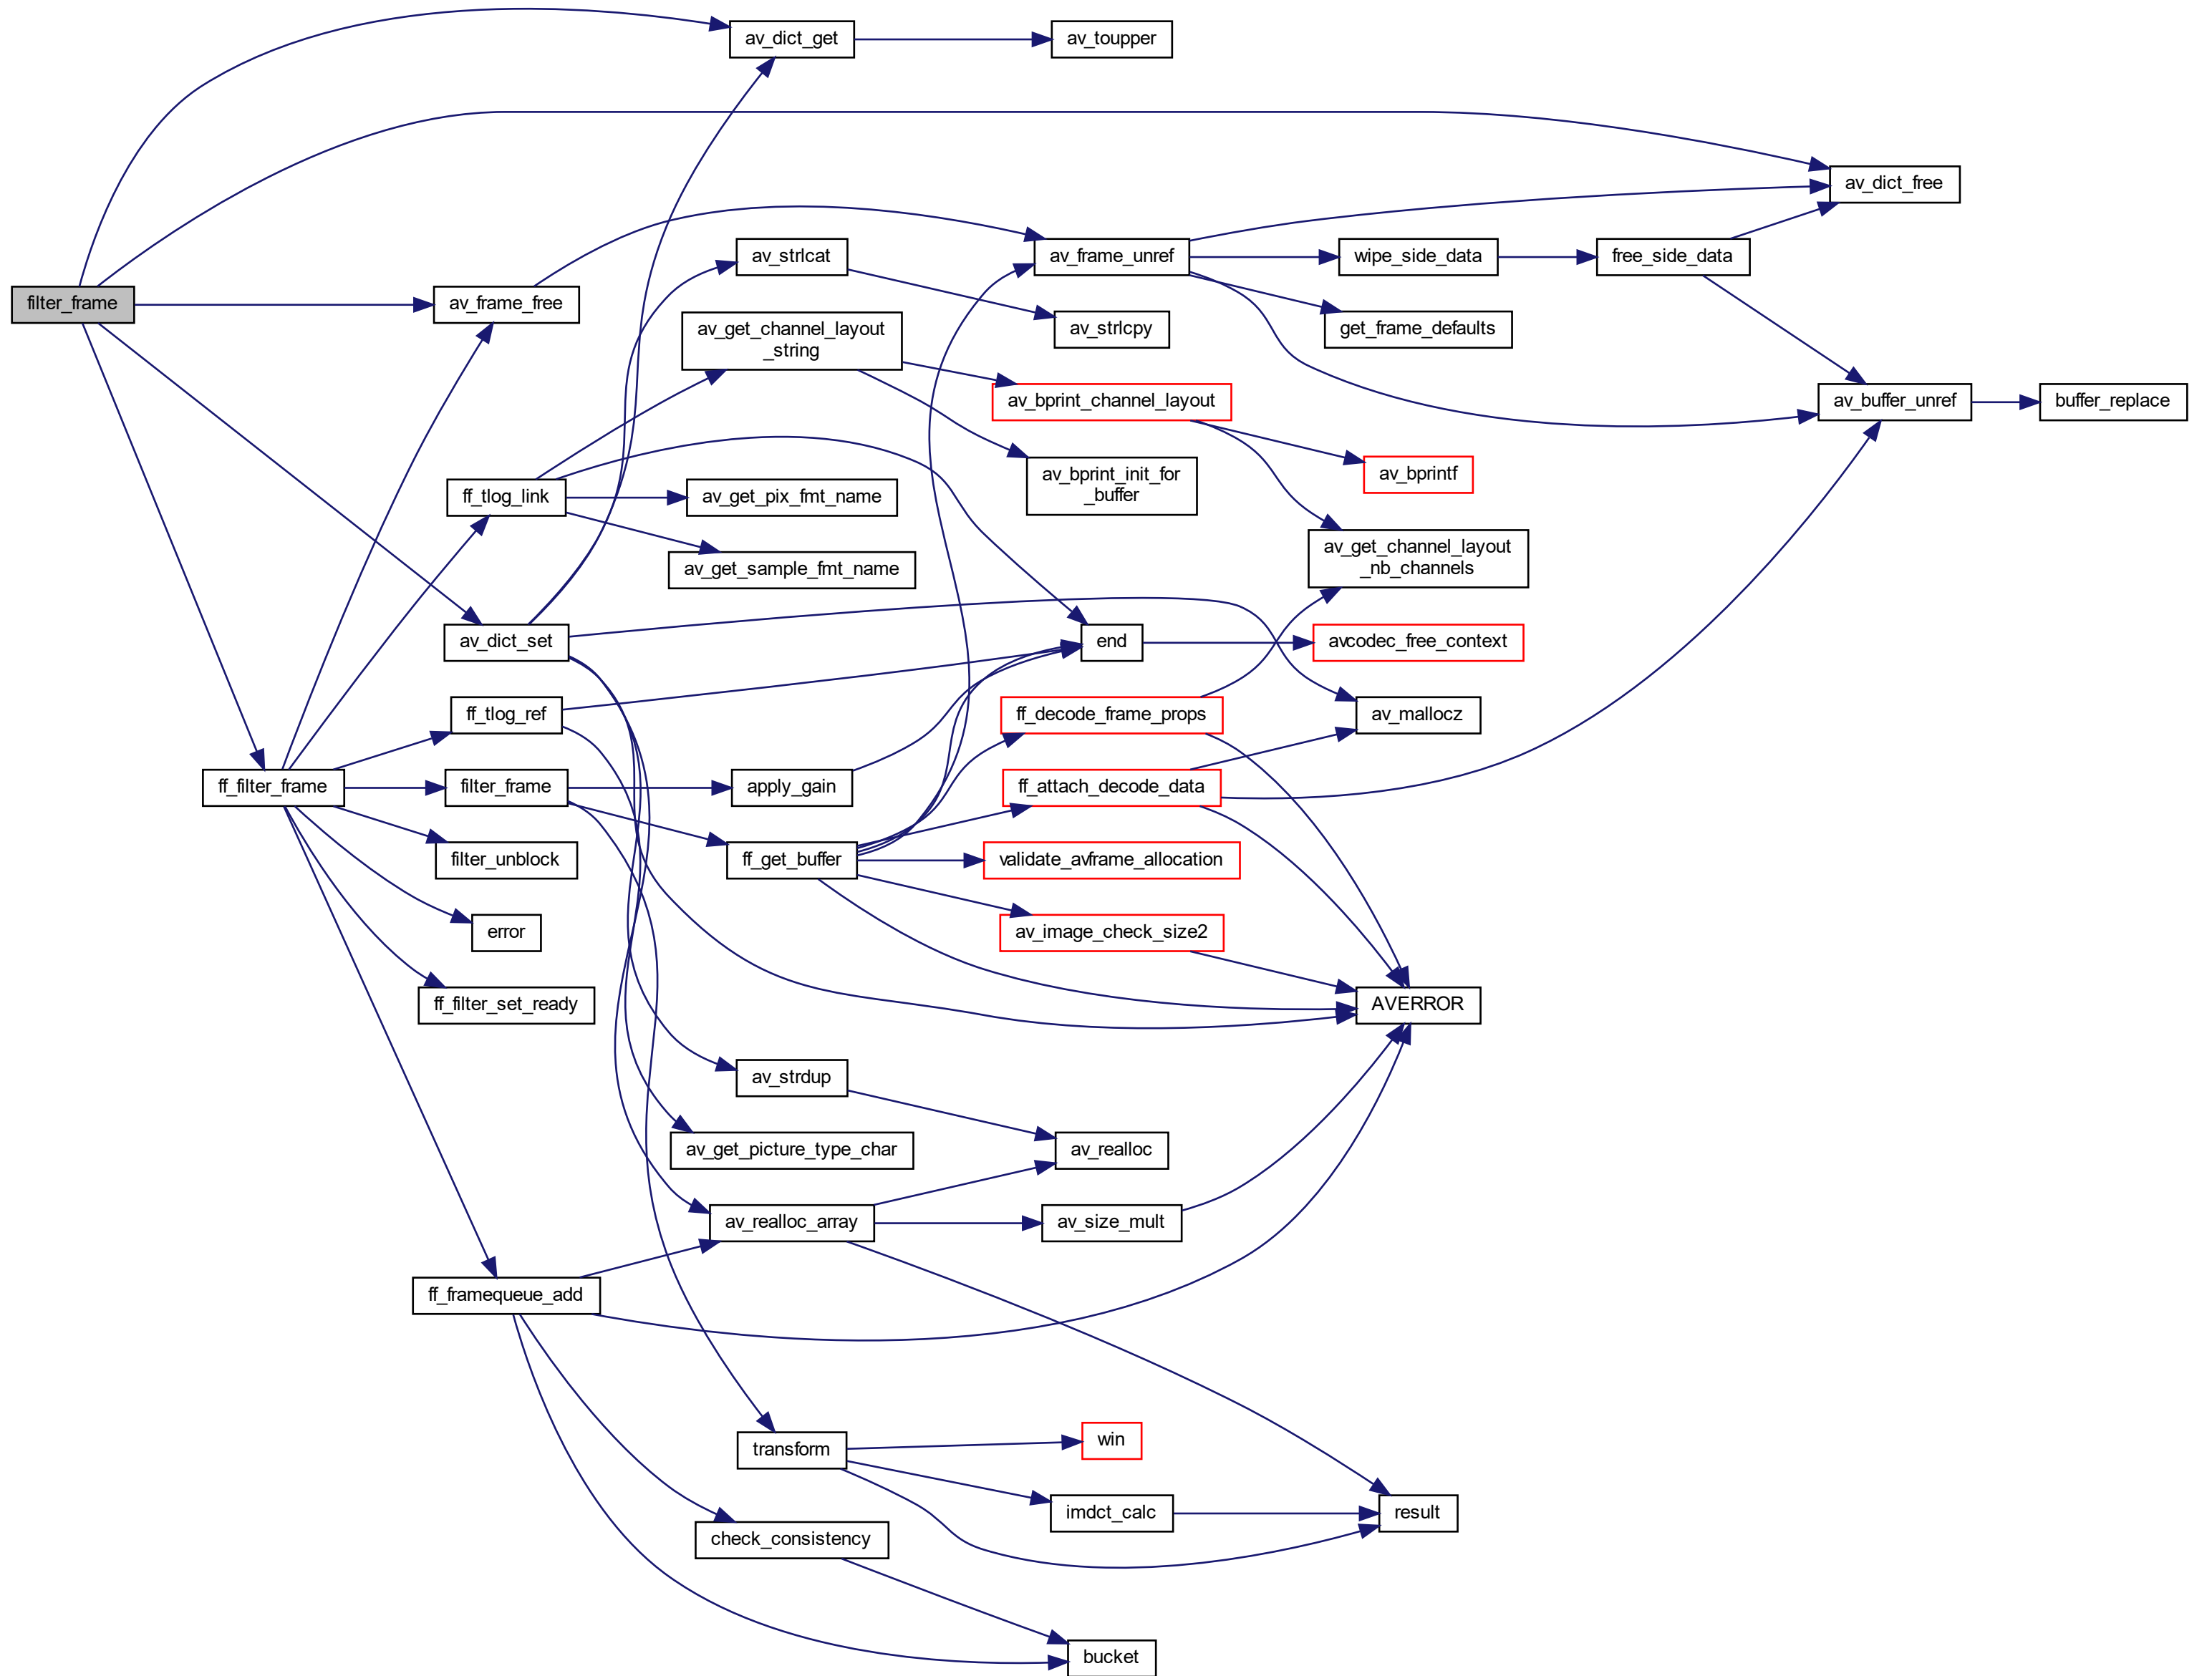 av_dict_get
av_toupper
av_dict_free
av_strlcat
av_frame_unref
wipe_side_data
free_side_data
filter_frame
av_frame_free
av_get_channel_layout
_string
av_strlcpy
get_frame_defaults
av_bprint_channel_layout
av_buffer_unref
buffer_replace
ff_tlog_link
av_get_pix_fmt_name
av_bprint_init_for
_buffer
av_bprintf
av_get_sample_fmt_name
av_get_channel_layout
_nb_channels
av_dict_set
end
avcodec_free_context
ff_tlog_ref
ff_decode_frame_props
av_mallocz
ff_filter_frame
filter_frame
apply_gain
ff_attach_decode_data
filter_unblock
ff_get_buffer
validate_avframe_allocation
error
av_image_check_size2
ff_filter_set_ready
AVERROR
av_strdup
av_get_picture_type_char
av_realloc
av_realloc_array
av_size_mult
ff_framequeue_add
transform
win
imdct_calc
result
check_consistency
bucket